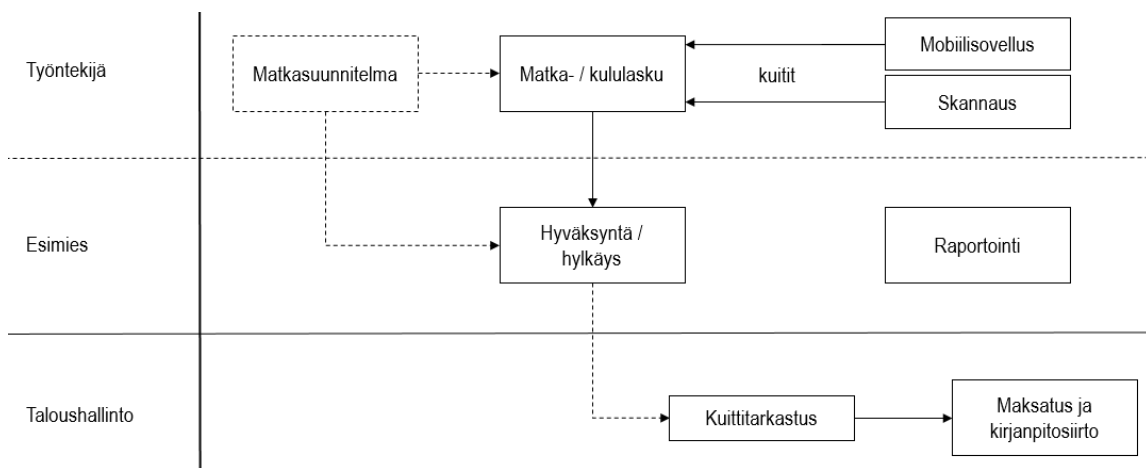 Työntekijä
Matkasuunnitelma
Matka- / kululasku
kuitit
Mobiilisovellus
Skannaus
Esimies
Hyväksyntä /
hylkäys
Raportointi
Taloushallinto
Kuittitarkastus
Maksatus ja
kirjanpitosiirto